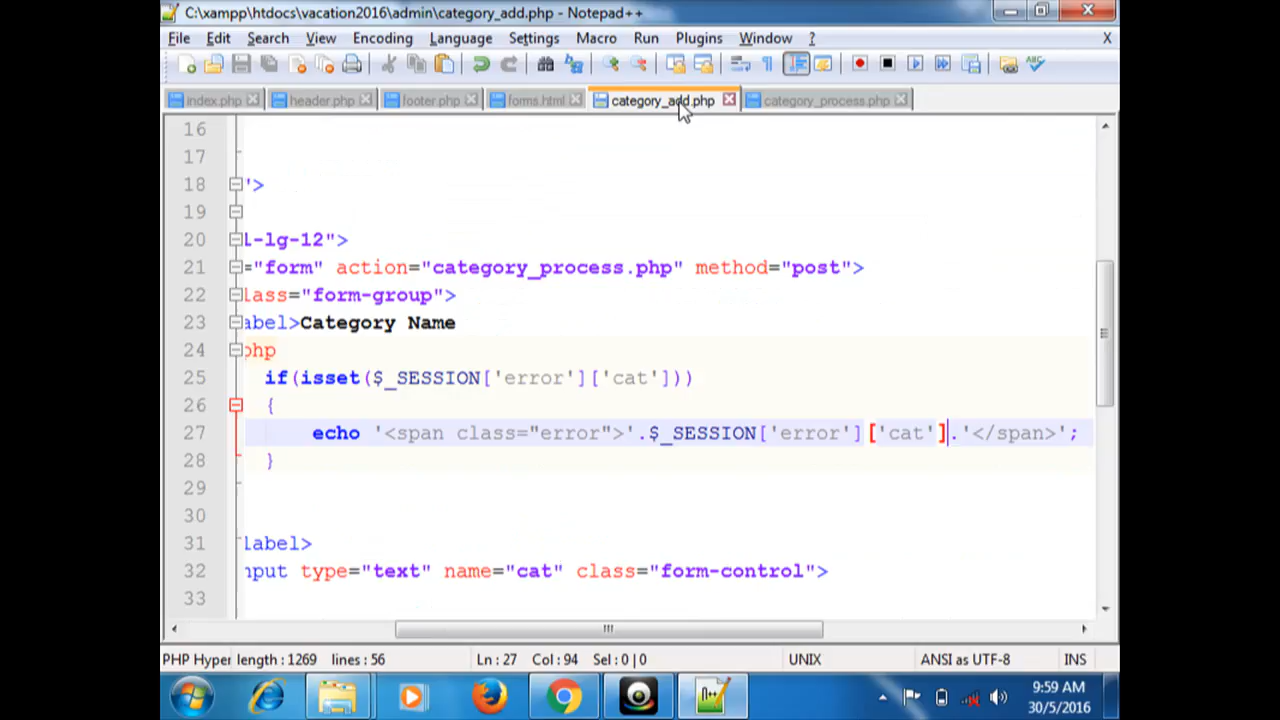 C:\xampp\htdocs\vacation2016\admin\category_add.php - Notepad++
File Edit Search View Encoding Language Settings Macro Run Plugins Window ? X
index.php header.php footer.php forms.html category_add.php category_process.php
16
17
18 '>
19
20 l-lg-12">
21 ="form" action="category_process.php" method="post">
22 lass="form-group">
23 abel>Category Name
24 php
25 if(isset($_SESSION['error']['cat']))
26 {
27 echo '<span class="error">'.$_SESSION['error']['cat'].'</span>';
28 }
29
30
31 label>
32 nput type="text" name="cat" class="form-control">
33
PHP Hyper length : 1269 lines : 56 Ln : 27 Col : 94 Sel : 0 | 0 UNIX ANSI as UTF-8 INS
9:59 AM
30/5/2016